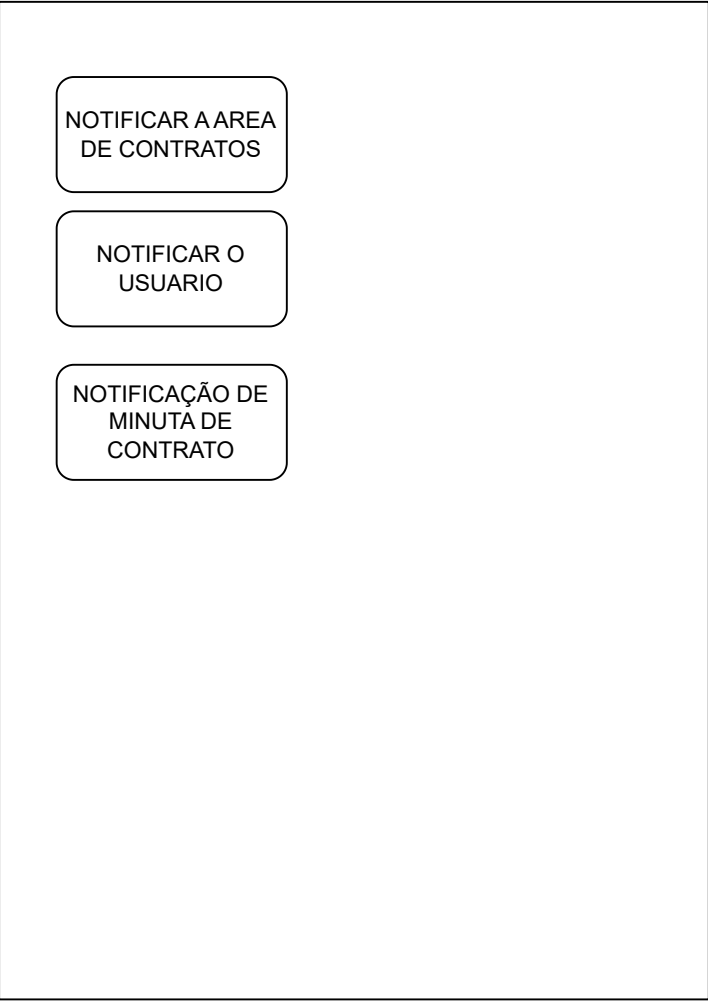 NOTIFICAR A AREA
DE CONTRATOS
NOTIFICAR O
USUARIO
NOTIFICAÇÃO DE
MINUTA DE
CONTRATO